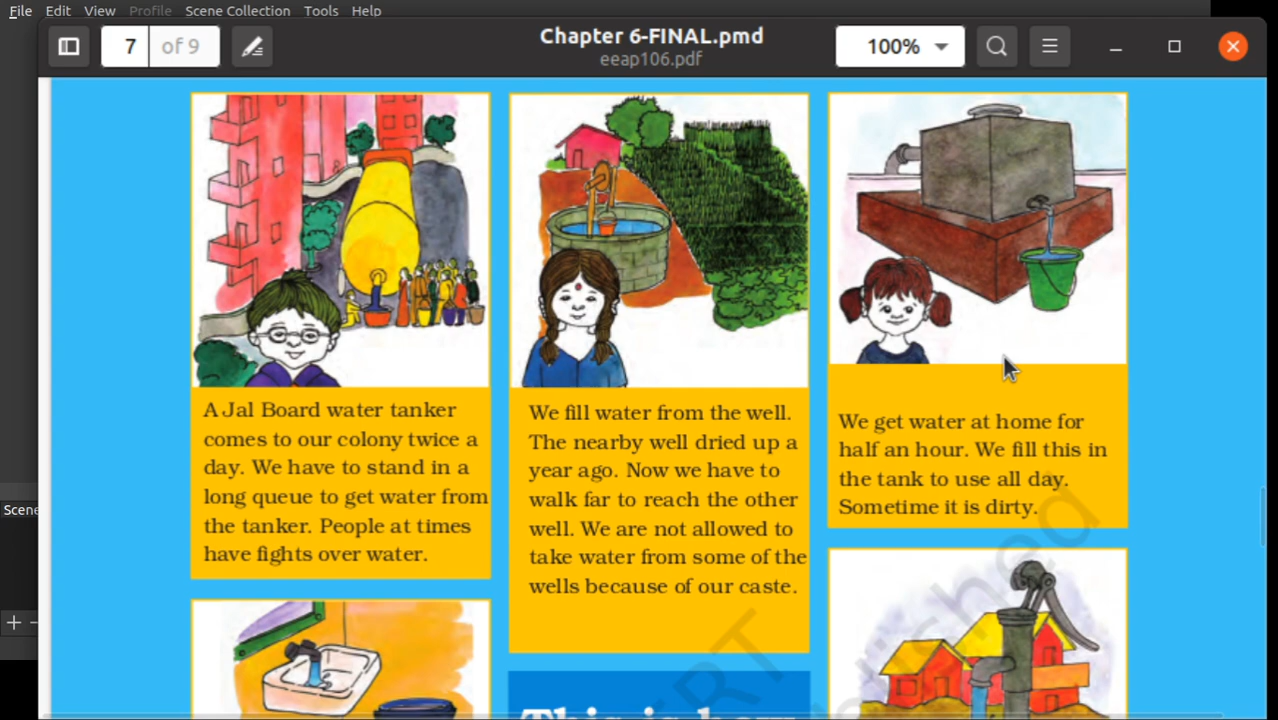 File Edit View Profile Scene Collection Tools Help
7 of 9
Chapter 6-FINAL.pmd
eeap106.pdf
100%
A Jal Board water tanker
comes to our colony twice a
day. We have to stand in a
long queue to get water from
the tanker. People at times
have fights over water.
We fill water from the well.
The nearby well dried up a
year ago. Now we have to
walk far to reach the other
well. We are not allowed to
take water from some of the
wells because of our caste.
We get water at home for
half an hour. We fill this in
the tank to use all day.
Sometime it is dirty.
Scene
This is how